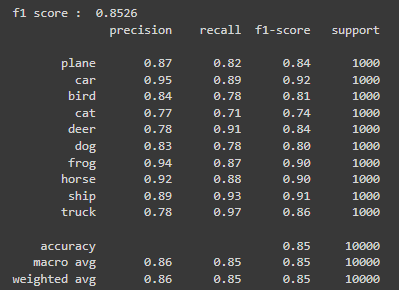 f1 score :  0.8526
              precision    recall  f1-score   support

       plane       0.87      0.82      0.84      1000
         car       0.95      0.89      0.92      1000
        bird       0.84      0.78      0.81      1000
         cat       0.77      0.71      0.74      1000
        deer       0.78      0.91      0.84      1000
         dog       0.83      0.78      0.80      1000
        frog       0.94      0.87      0.90      1000
       horse       0.92      0.88      0.90      1000
        ship       0.89      0.93      0.91      1000
       truck       0.78      0.97      0.86      1000

    accuracy                           0.85     10000
   macro avg       0.86      0.85      0.85     10000
weighted avg       0.86      0.85      0.85     10000